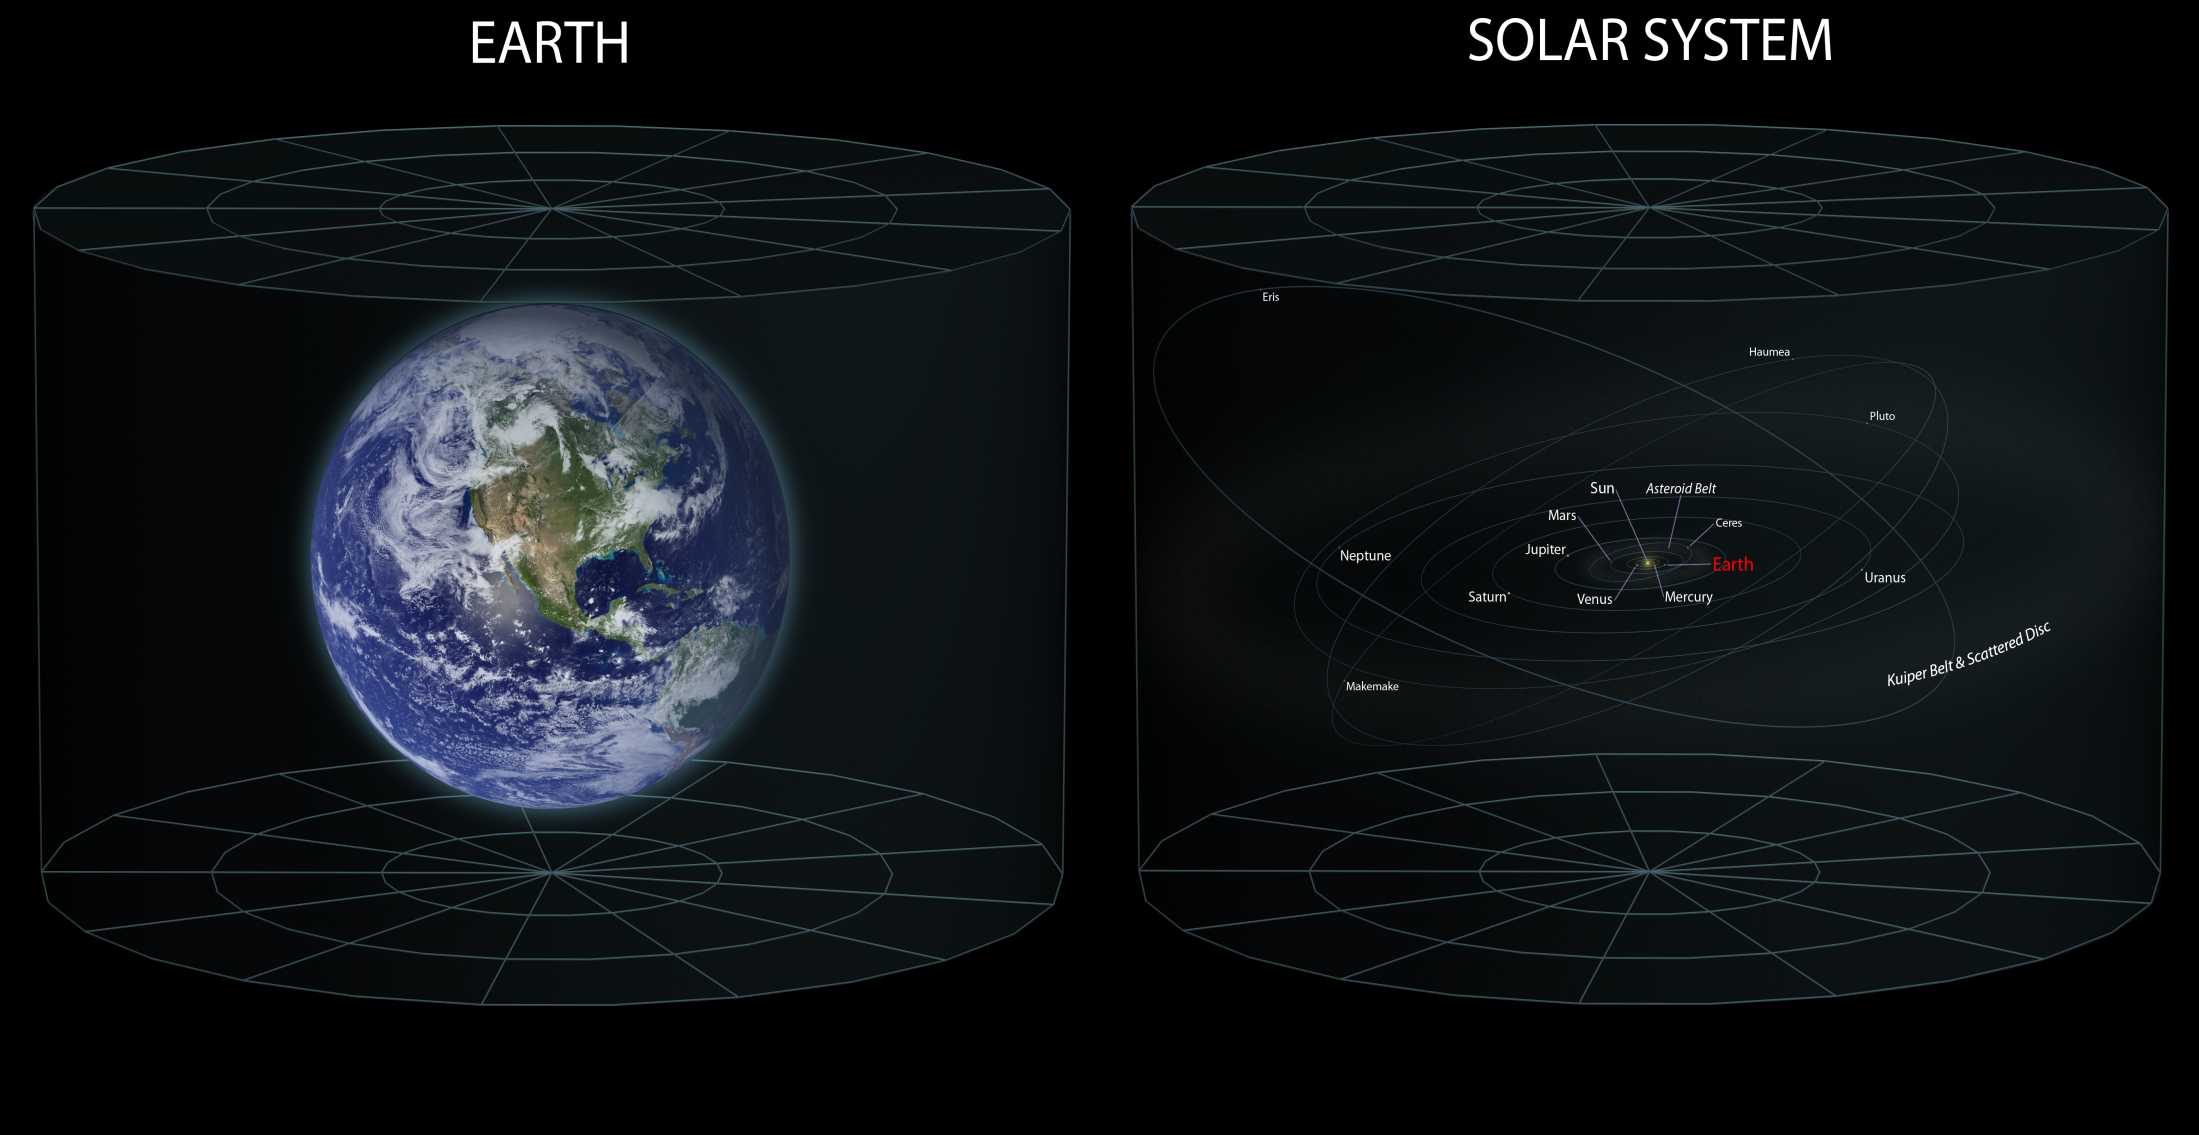 EARTH
SOLAR SYSTEM
Eris
Haumea
Pluto
Sun
Asteroid Belt
Mars
Ceres
Jupiter
Neptune
Earth
Uranus
Saturn
Venus
Mercury
Kuiper Belt & Scattered Disc
Makemake